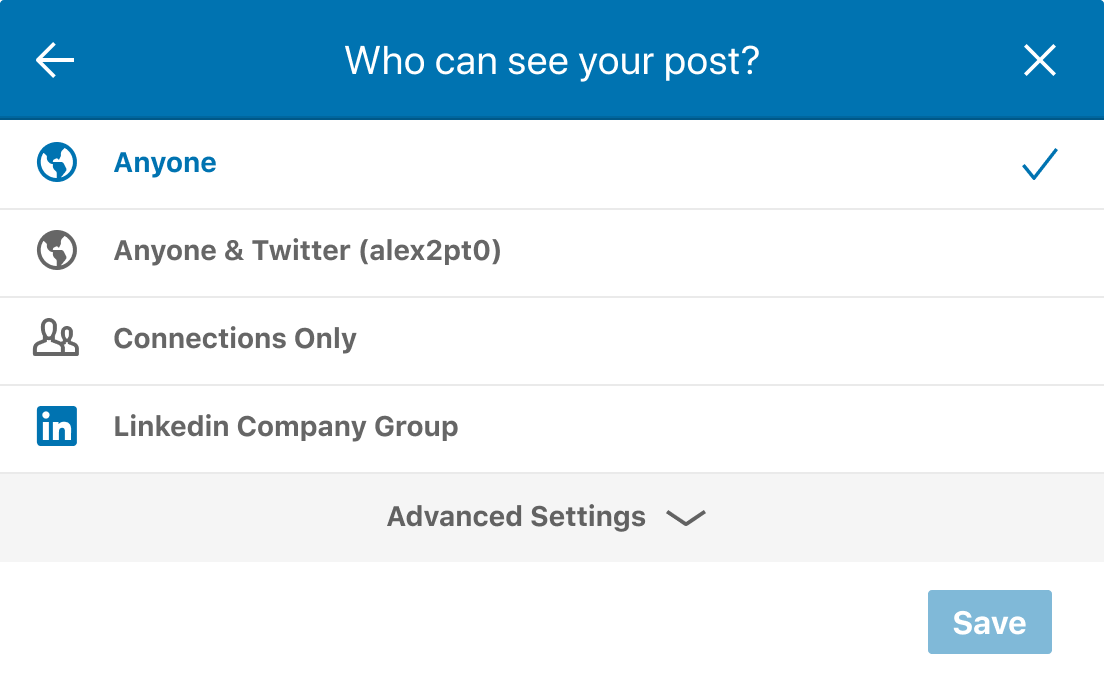 Who can see your post?
Anyone
Anyone & Twitter (alex2pt0)
Connections Only
in
Linkedin Company Group
Advanced Settings
Save